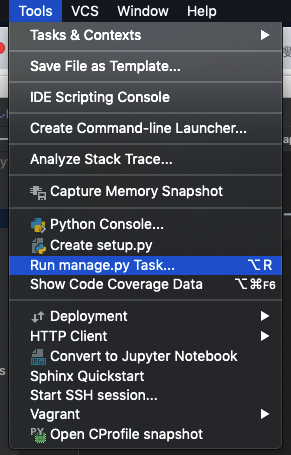 Tools VCS Window Help
Tasks & Contexts
Save File as Template...
IDE Scripting Console
Create Command-line Launcher...
Analyze Stack Trace...
Capture Memory Snapshot
Python Console...
Create setup.py
Run manage.py Task... ⌥R
Show Code Coverage Data ⌥⌘F6
Deployment
HTTP Client
Convert to Jupyter Notebook
Sphinx Quickstart
Start SSH session...
Vagrant
Open CProfile snapshot